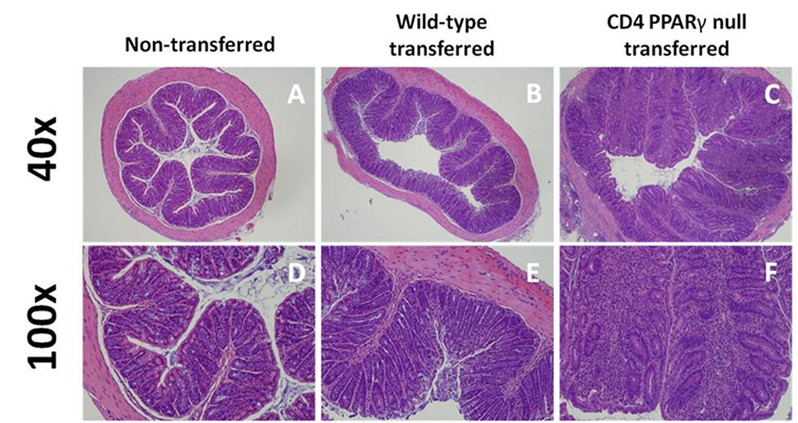 Non-transferred
Wild-type
transferred
CD4 PPARγ null
transferred
40x
A
B
C
100x
D
E
F